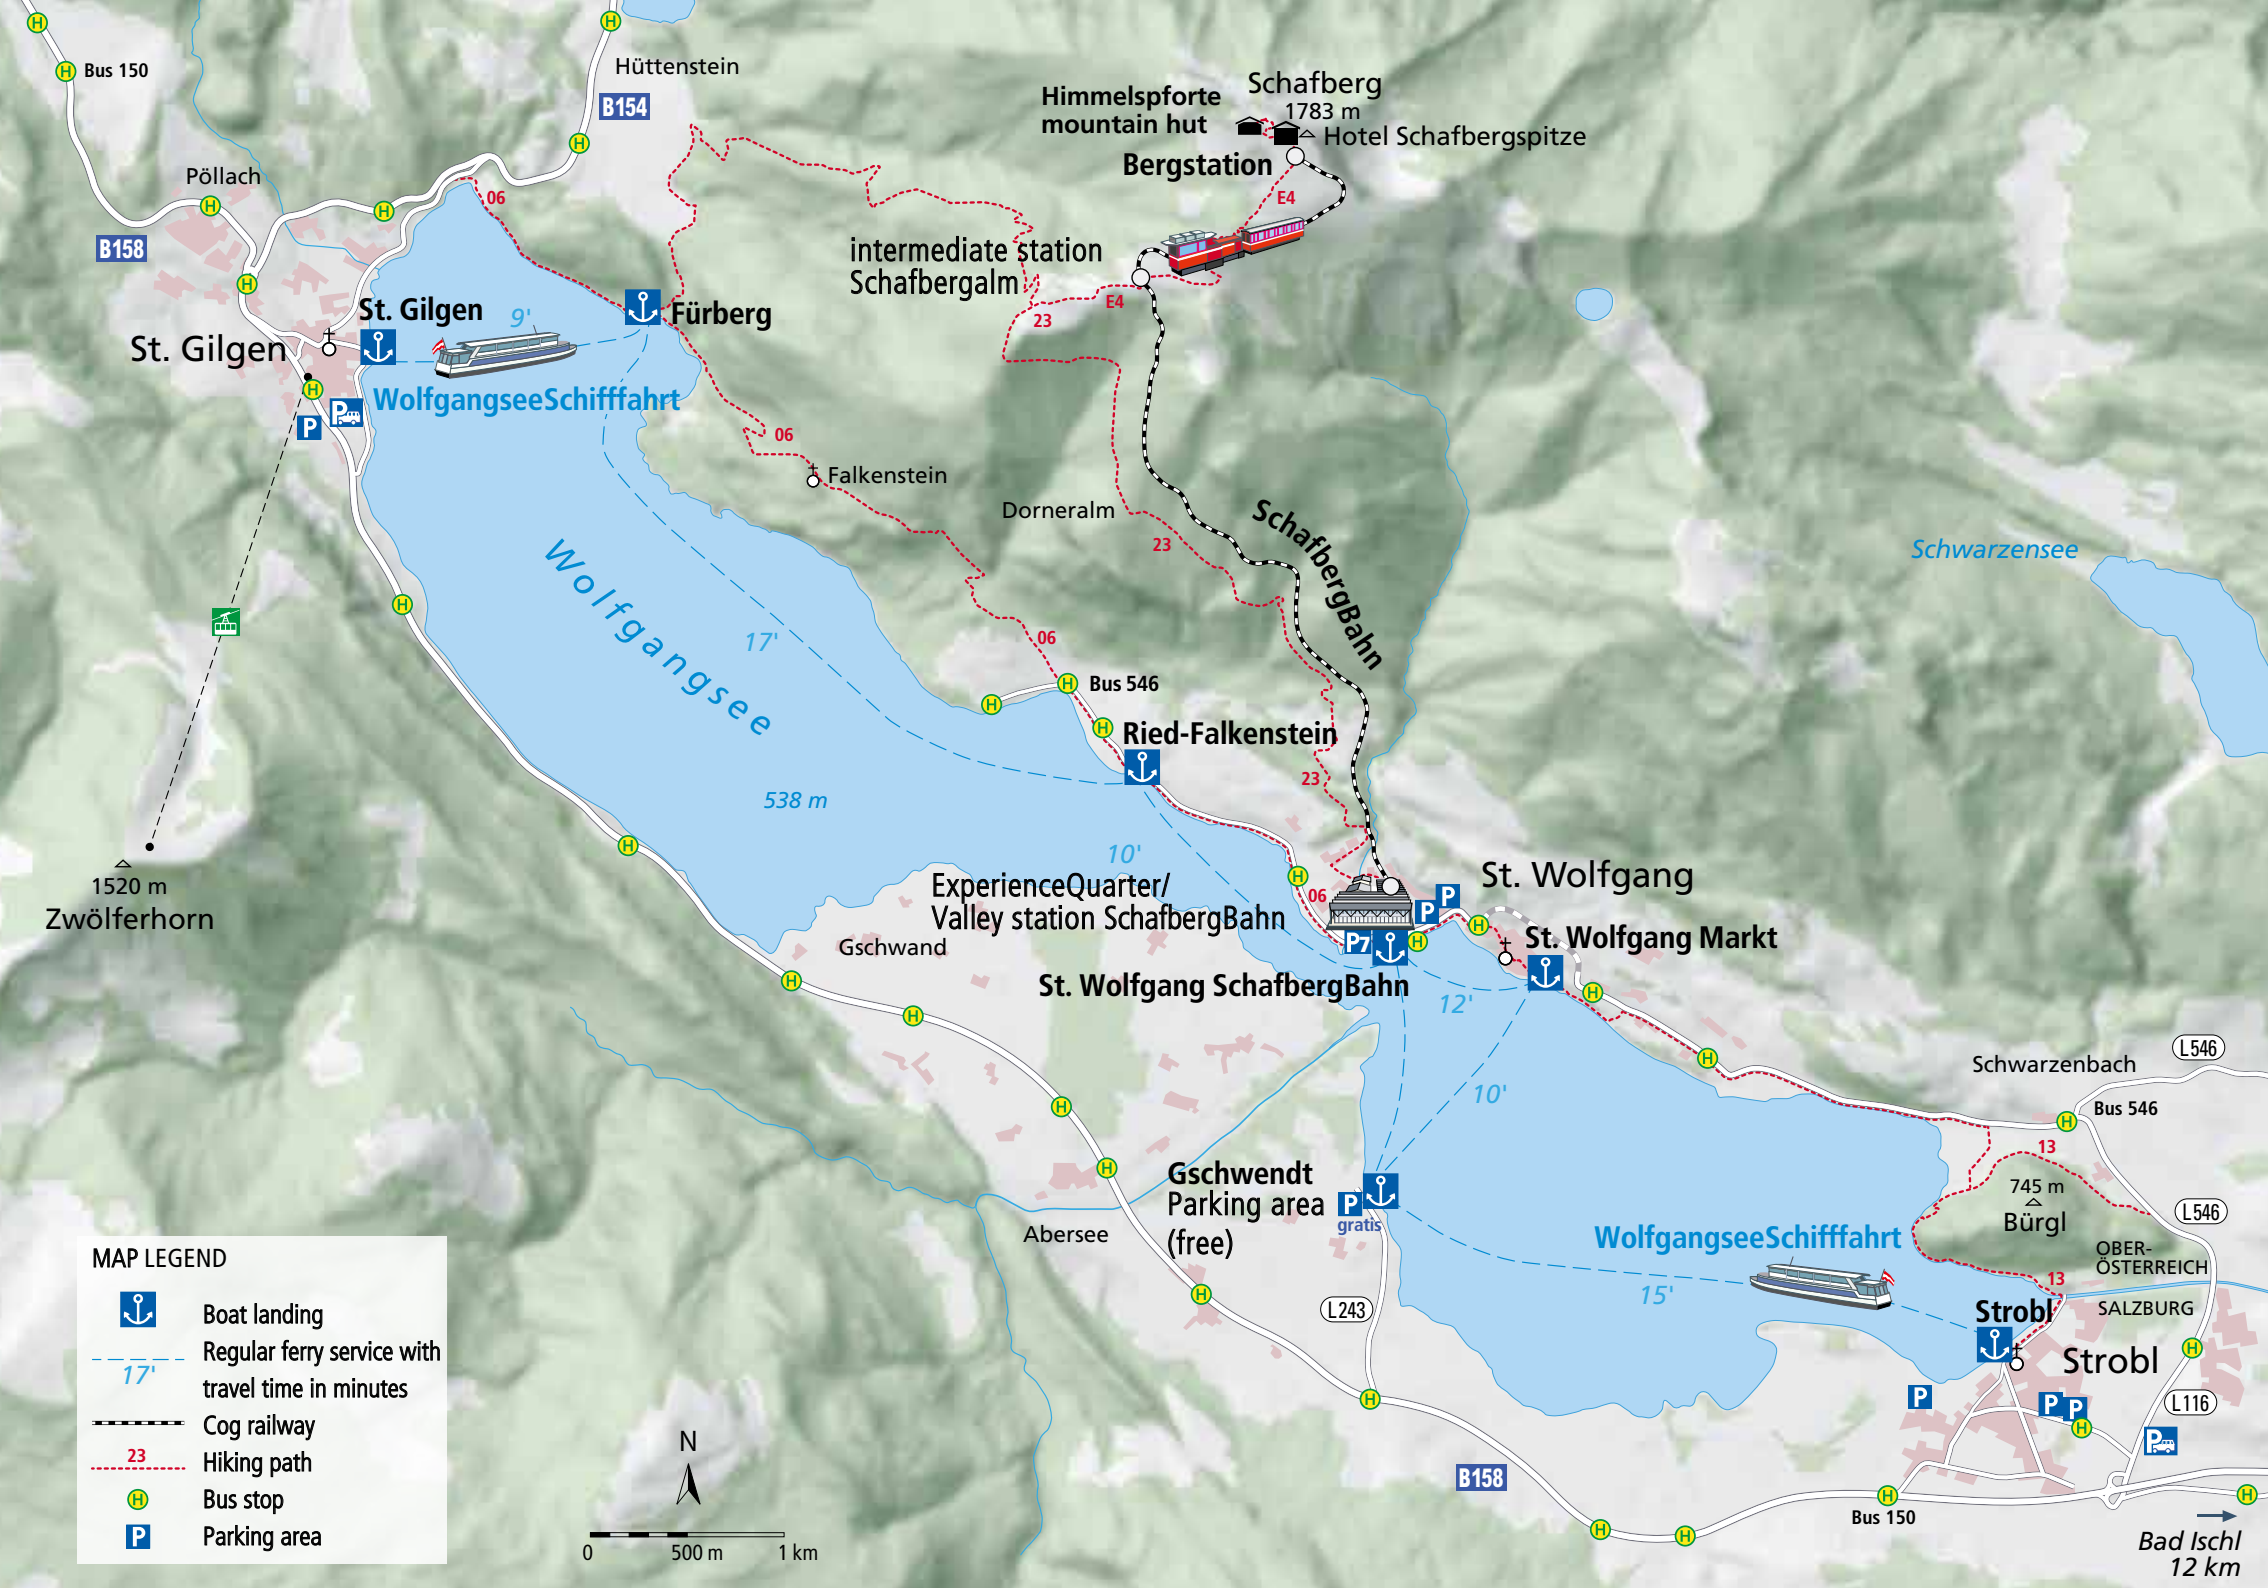 Bus 150
Hüttenstein
B154
Pöllach
B158
06
Schafberg
1783 m
Himmelspforte
mountain hut
Hotel Schafbergspitze
Bergstation
E4
intermediate station
Schafbergalm
E4
23
St. Gilgen
9'
Fürberg
St. Gilgen
WolfgangseeSchifffahrt
P
P
06
Falkenstein
Dorneralm
23
SchafbergBahn
Schwarzensee
Wolfgangsee
17'
06
Bus 546
Ried-Falkenstein
23
538 m
10'
1520 m
Zwölferhorn
ExperienceQuarter/
Valley station SchafbergBahn
06
P
P
St. Wolfgang
St. Wolfgang Markt
P7
Gschwand
St. Wolfgang SchafbergBahn
12'
10'
Schwarzenbach
L546
Bus 546
13
745 m
Bürgl
L546
OBER-
ÖSTERREICH
SALZBURG
13
Gschwendt
Parking area
(free)
P
gratis
Abersee
WolfgangseeSchifffahrt
15'
L243
Strobl
Strobl
P
P
P
L116
P
B158
Bus 150
Bad Ischl
12 km
MAP LEGEND
Boat landing
Regular ferry service with
17'
travel time in minutes
Cog railway
23
Hiking path
H
Bus stop
P
Parking area
N
0 500 m 1 km